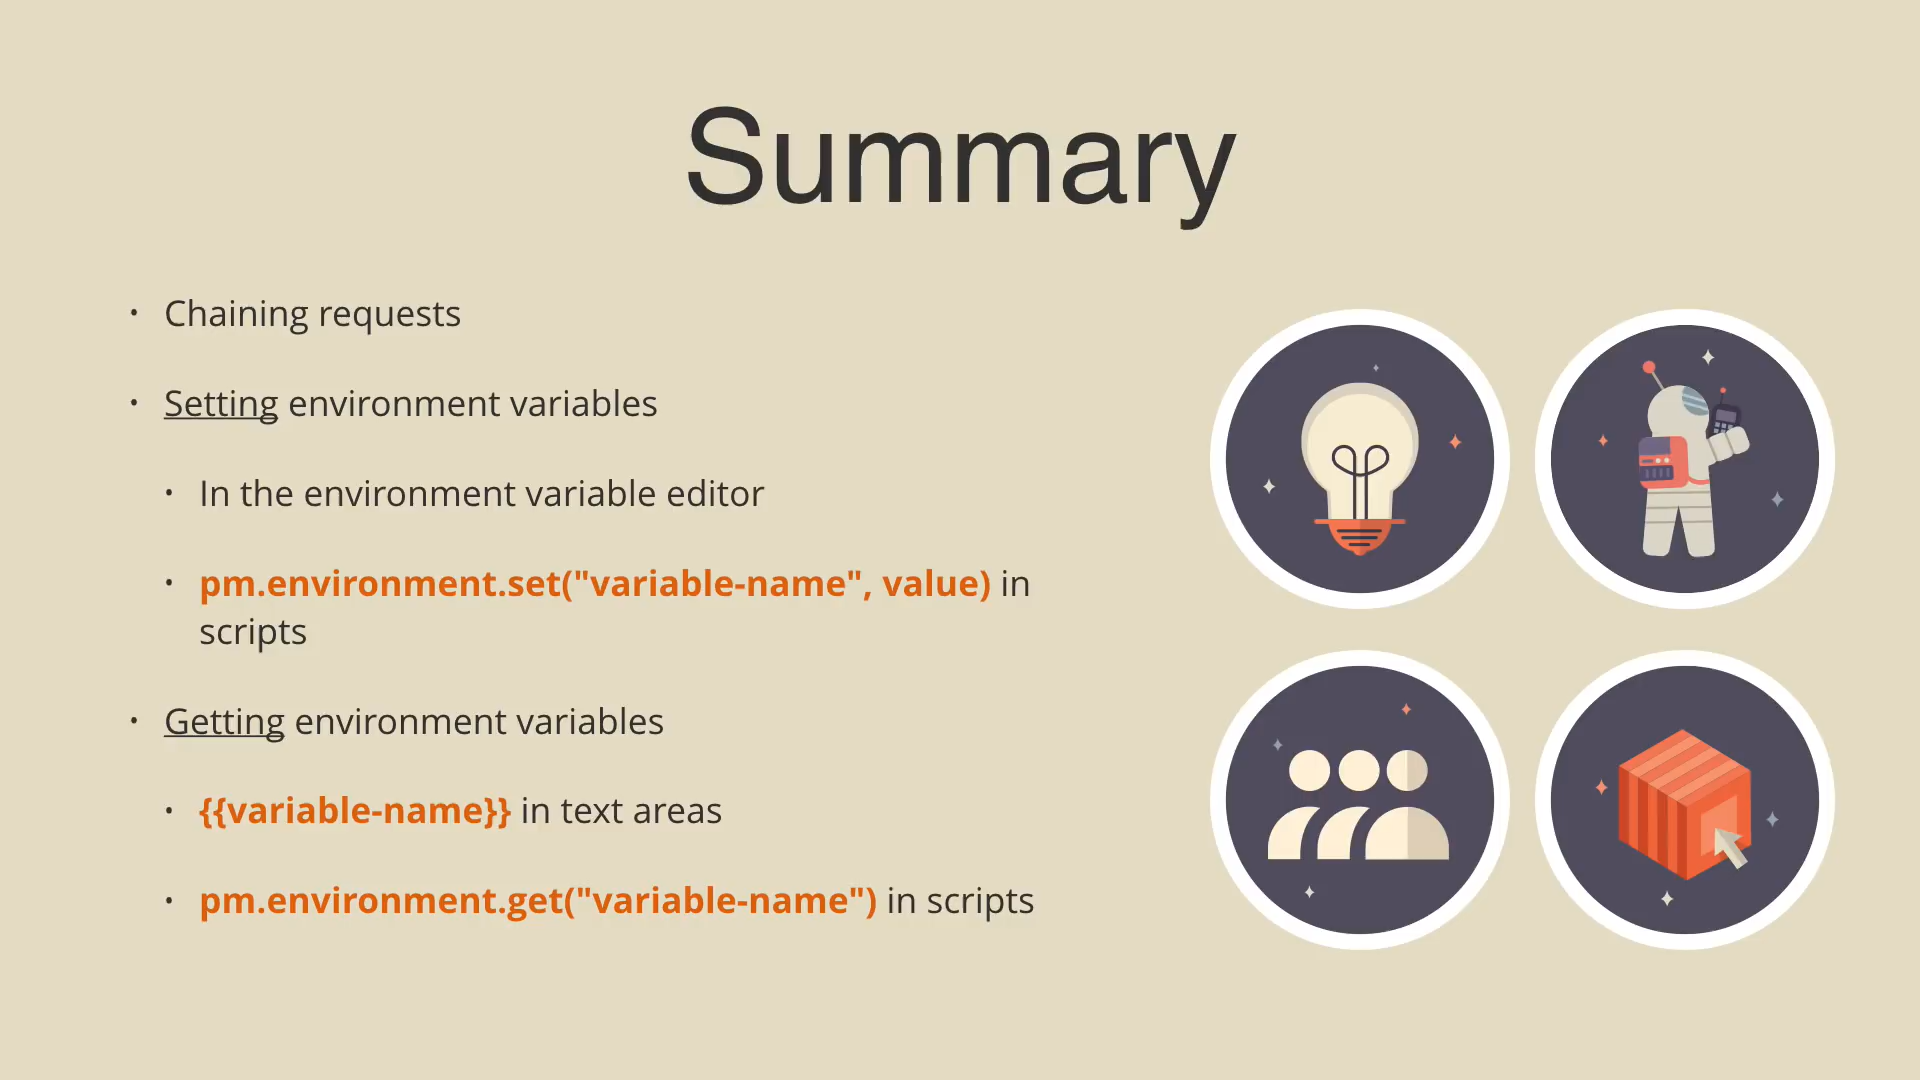 Summary
• Chaining requests
• Setting environment variables
• In the environment variable editor
• pm.environment.set("variable-name", value) in
scripts
• Getting environment variables
• {{variable-name}} in text areas
• pm.environment.get("variable-name") in scripts